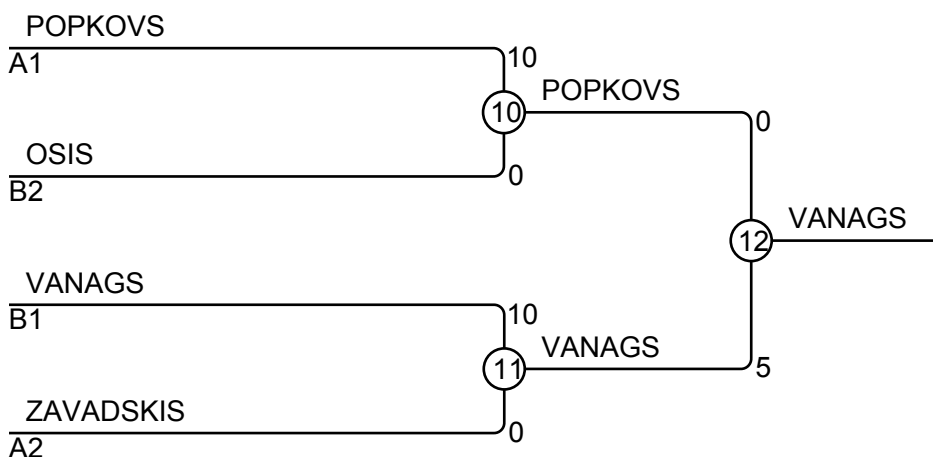 POPKOVS
A1
10
10
POPKOVS
0
OSIS
B2
0
12
VANAGS
VANAGS
B1
10
11
VANAGS
5
ZAVADSKIS
A2
0